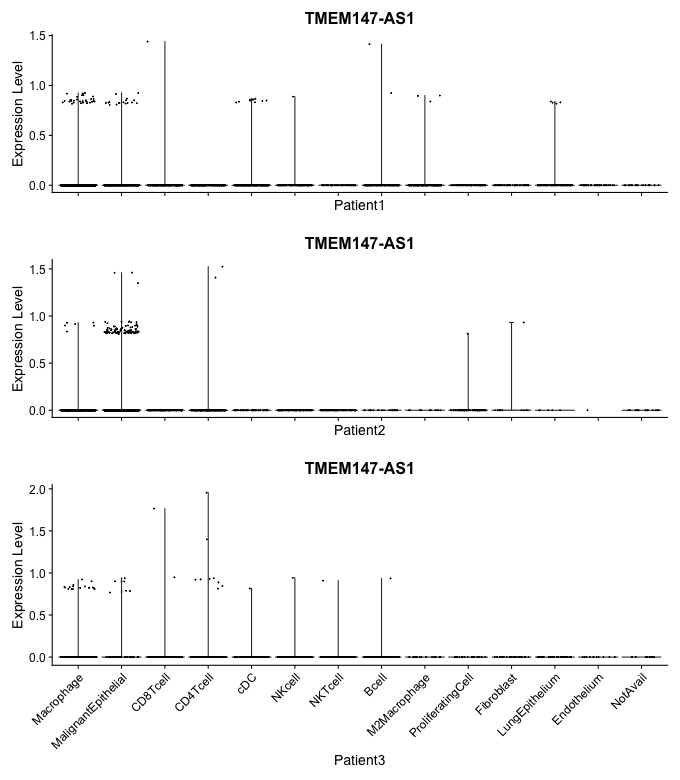 TMEM147-AS1
1.5
1.0
0.5
0.0
Expression Level
Patient1
TMEM147-AS1
1.5
1.0
0.5
0.0
Expression Level
Patient2
TMEM147-AS1
2.0
1.5
1.0
0.5
0.0
Expression Level
Macrophage
MalignantEpithelial
CD8Tcell
CD4Tcell
cDC
NKcell
NKTcell
Bcell
M2Macrophage
ProliferatingCell
Fibroblast
LungEpithelium
Endothelium
NotAvail
Patient3